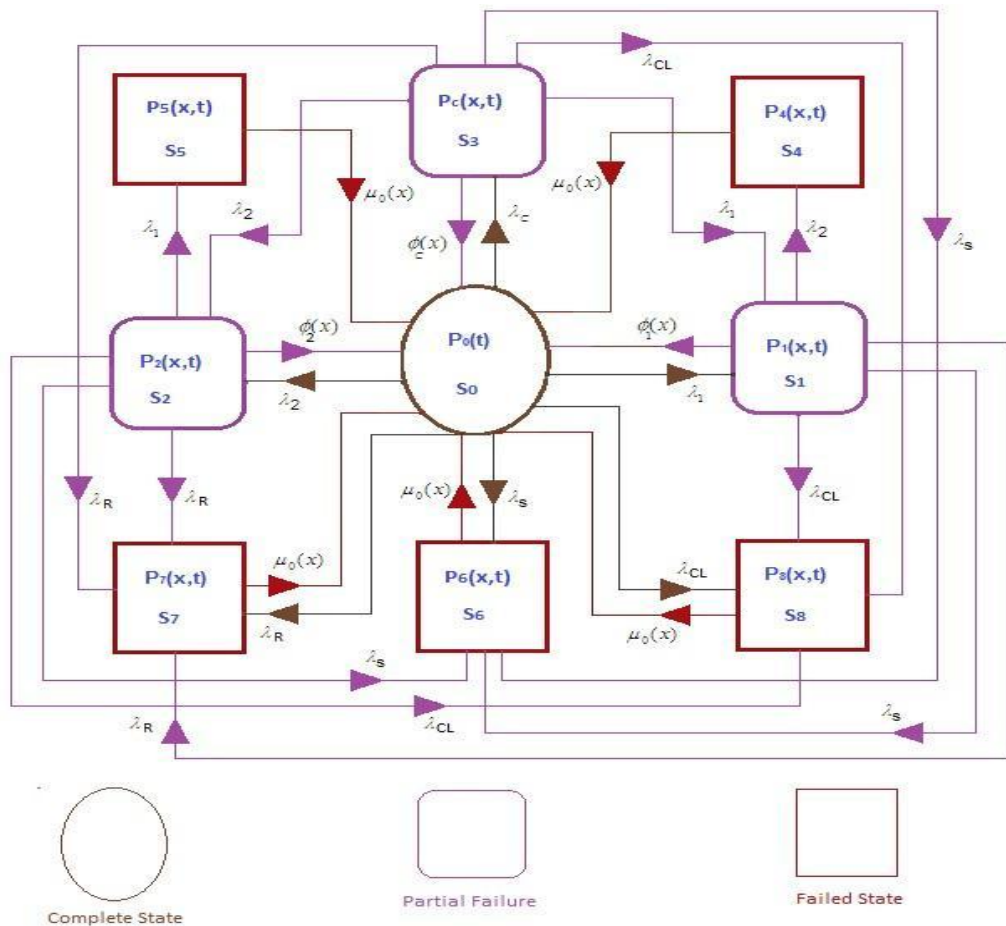 λCL
P5(x,t)
S5
Pc(x,t)
S3
P4(x,t)
S4
μ₀(x)
μ₀(x)
λ1
λ2
ϕc(x)
λc
λ1
λ2
λs
P2(x,t)
S2
ϕ2(x)
λ2
P0(t)
S0
ϕ1(x)
λ1
P1(x,t)
S1
λR
λR
μ₀(x)
λs
λCL
P7(x,t)
S7
μ₀(x)
λR
P6(x,t)
S6
λCL
μ₀(x)
P8(x,t)
S8
λs
λR
λCL
λs
Complete State
Partial Failure
Failed State